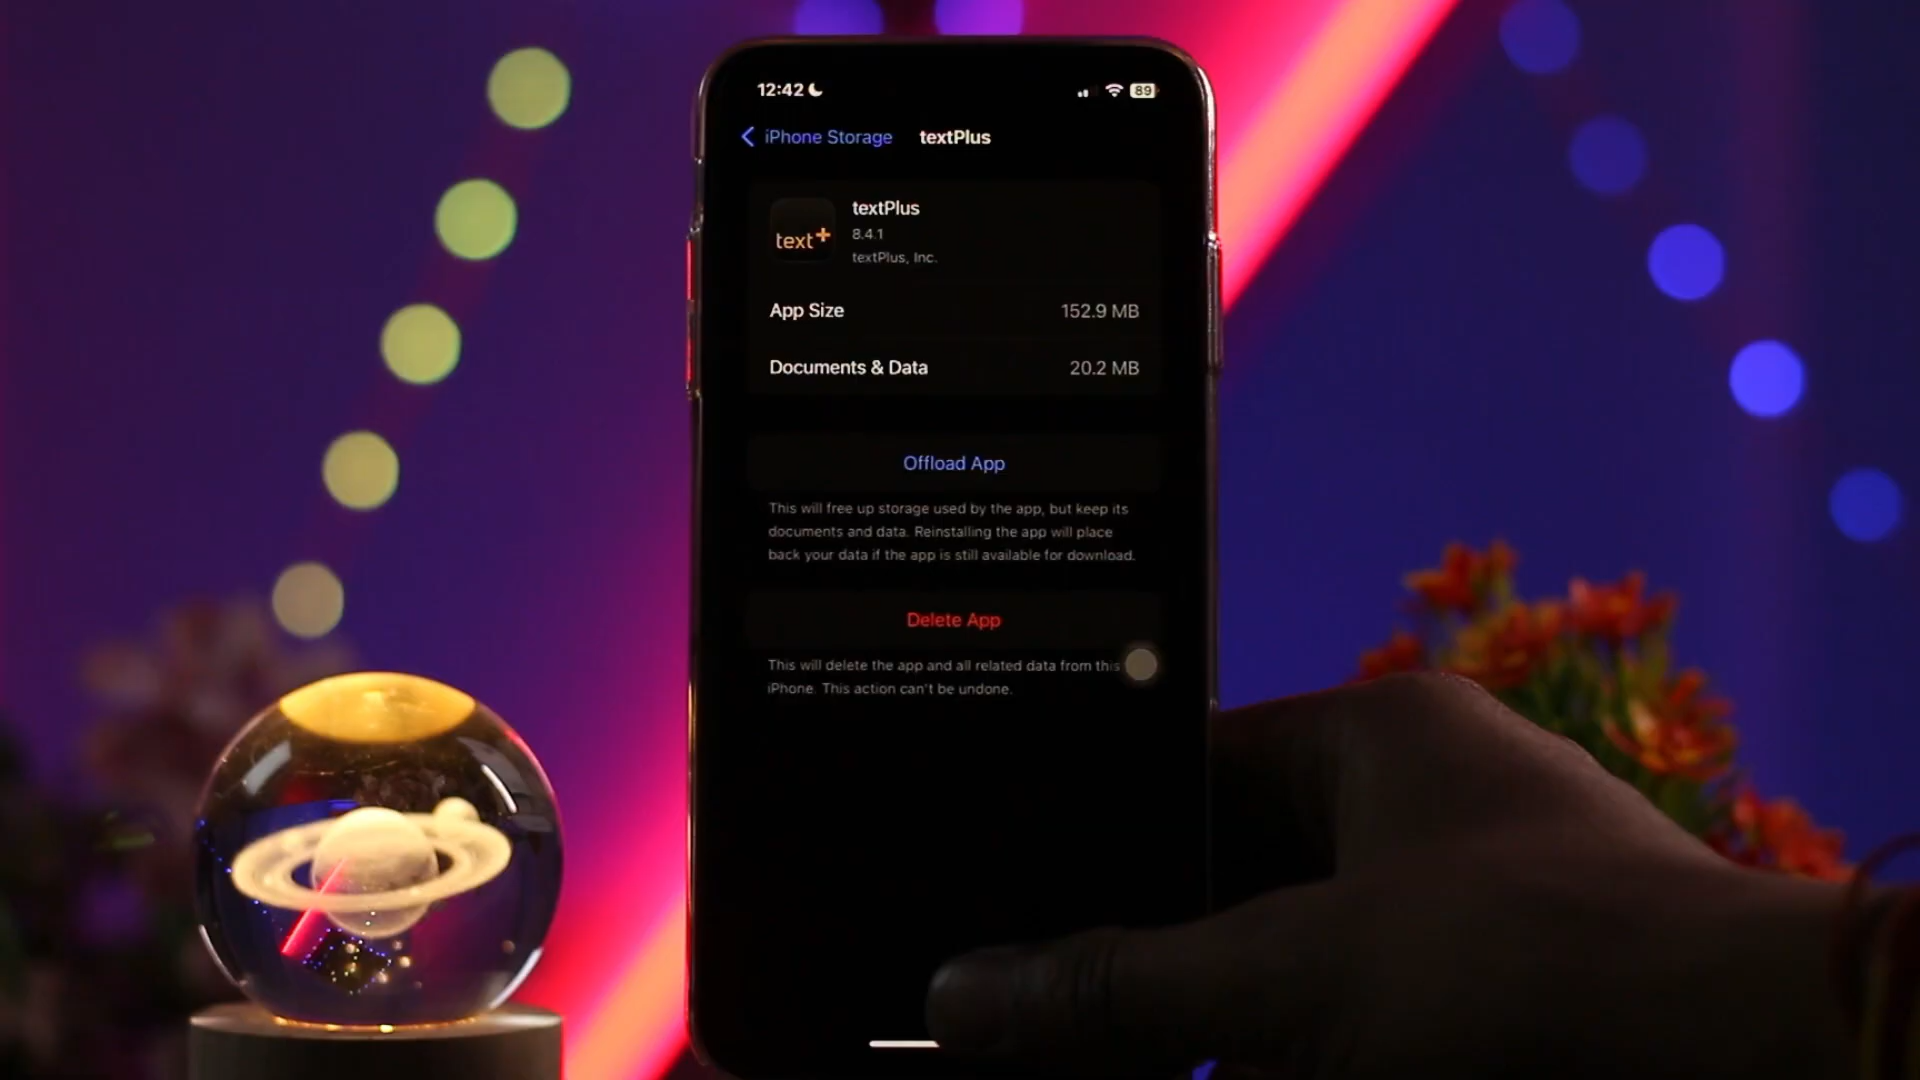 12:42
89
iPhone Storage textPlus
text+
textPlus
8.4.1
textPlus, Inc.
App Size 152.9 MB
Documents & Data 20.2 MB
Offload App
This will free up storage used by the app, but keep its
documents and data. Reinstalling the app will place
back your data if the app is still available for download.
Delete App
This will delete the app and all related data from this
iPhone. This action can't be undone.